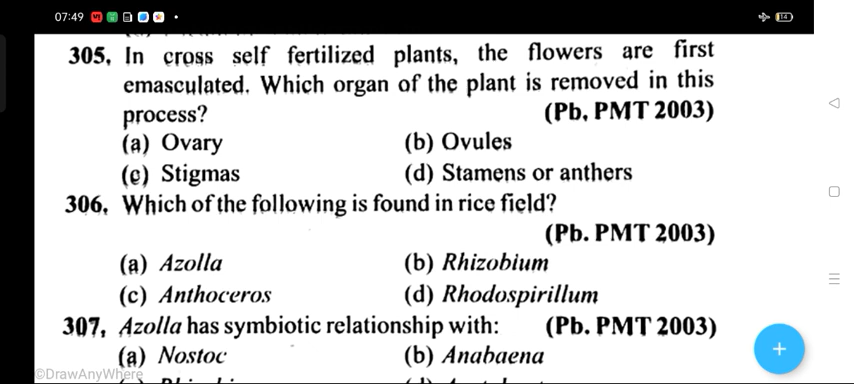 07:49
14
305. In cross self fertilized plants, the flowers are first
emasculated. Which organ of the plant is removed in this
process? (Pb. PMT 2003)
(a) Ovary (b) Ovules
(c) Stigmas (d) Stamens or anthers
306. Which of the following is found in rice field?
(Pb. PMT 2003)
(a) Azolla (b) Rhizobium
(c) Anthoceros (d) Rhodospirillum
307. Azolla has symbiotic relationship with: (Pb. PMT 2003)
(a) Nostoc (b) Anabaena
©DrawAnyWhere
+